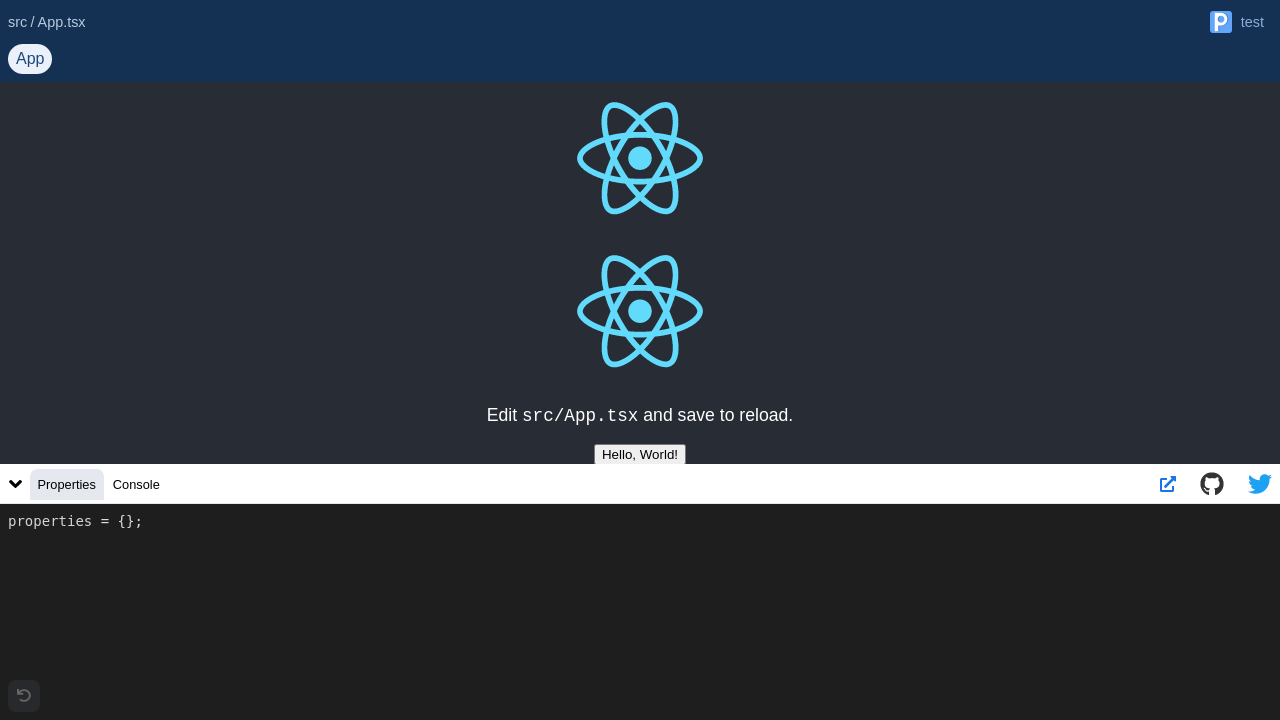 src / App.tsx
test
App
Edit src/App.tsx and save to reload.
Hello, World!
Properties Console
properties = {};